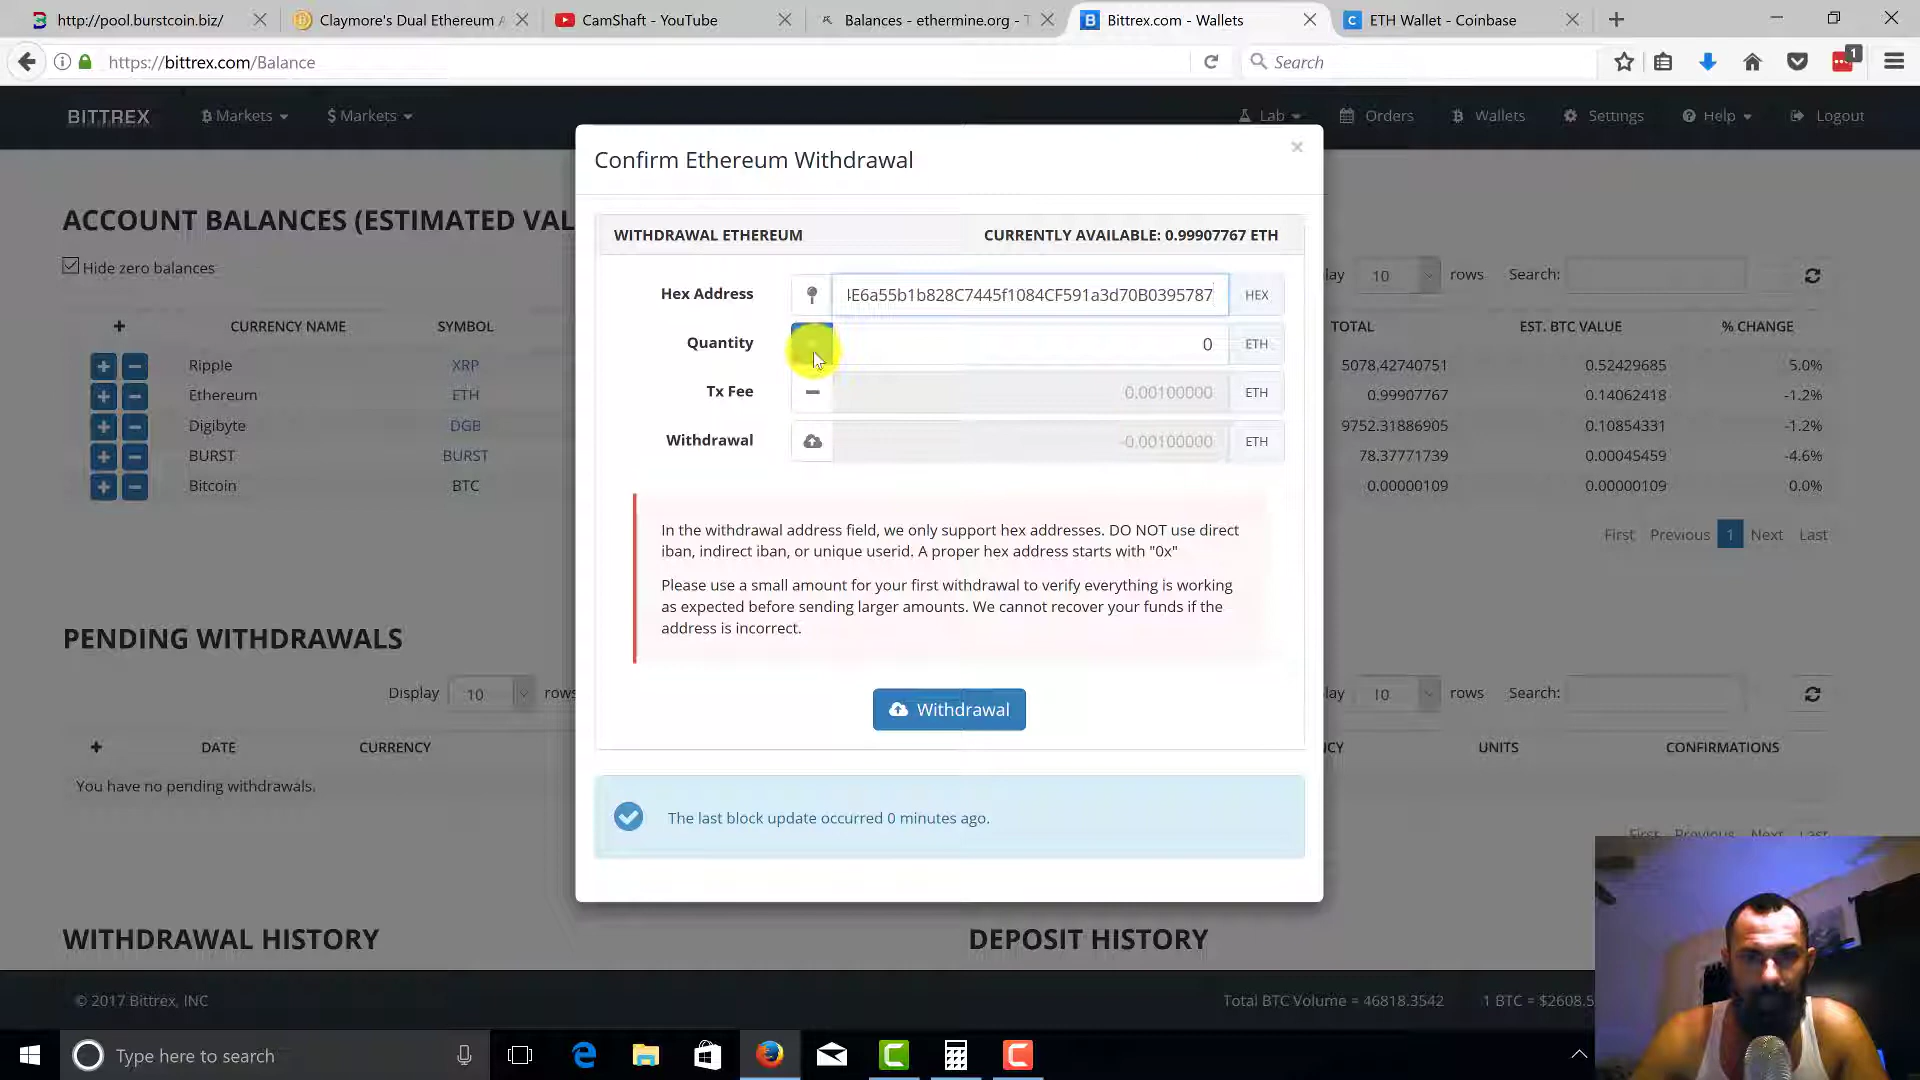 http://pool.burstcoin.biz/
Claymore's Dual Ethereum A
CamShaft - YouTube
Balances - ethermine.org - T
Bittrex.com - Wallets
ETH Wallet - Coinbase
https://bittrex.com/Balance
Search
1
BITTREX
Markets
$ Markets
Lab
Orders
Wallets
Settings
Help
Logout
Confirm Ethereum Withdrawal
×
ACCOUNT BALANCES (ESTIMATED VAL
WITHDRAWAL ETHEREUM
CURRENTLY AVAILABLE: 0.99907767 ETH
Hide zero balances
10
rows
Search:
Hex Address
E6a55b1b828C7445f1084CF591a3d70B0395787
HEX
CURRENCY NAME
SYMBOL
TOTAL
EST. BTC VALUE
% CHANGE
Quantity
0
ETH
Ripple
XRP
5078.42740751
0.52429685
5.0%
Tx Fee
0.00100000
ETH
Ethereum
ETH
0.99907767
0.14062418
-1.2%
Digibyte
DGB
9752.31886905
0.10854331
-1.2%
Withdrawal
-0.00100000
ETH
BURST
BURST
78.37771739
0.00045459
-4.6%
Bitcoin
BTC
0.00000109
0.00000109
0.0%
First
Previous
1
Next
Last
In the withdrawal address field, we only support hex addresses. DO NOT use direct
iban, indirect iban, or unique userid. A proper hex address starts with "0x"
Please use a small amount for your first withdrawal to verify everything is working
as expected before sending larger amounts. We cannot recover your funds if the
address is incorrect.
PENDING WITHDRAWALS
Display
10
rows
10
rows
Search:
Withdrawal
DATE
CURRENCY
UNITS
CONFIRMATIONS
You have no pending withdrawals.
The last block update occurred 0 minutes ago.
First
Previous
Next
Last
WITHDRAWAL HISTORY
DEPOSIT HISTORY
© 2017 Bittrex, INC
Total BTC Volume = 46818.3542
1 BTC = $2608.5
Type here to search